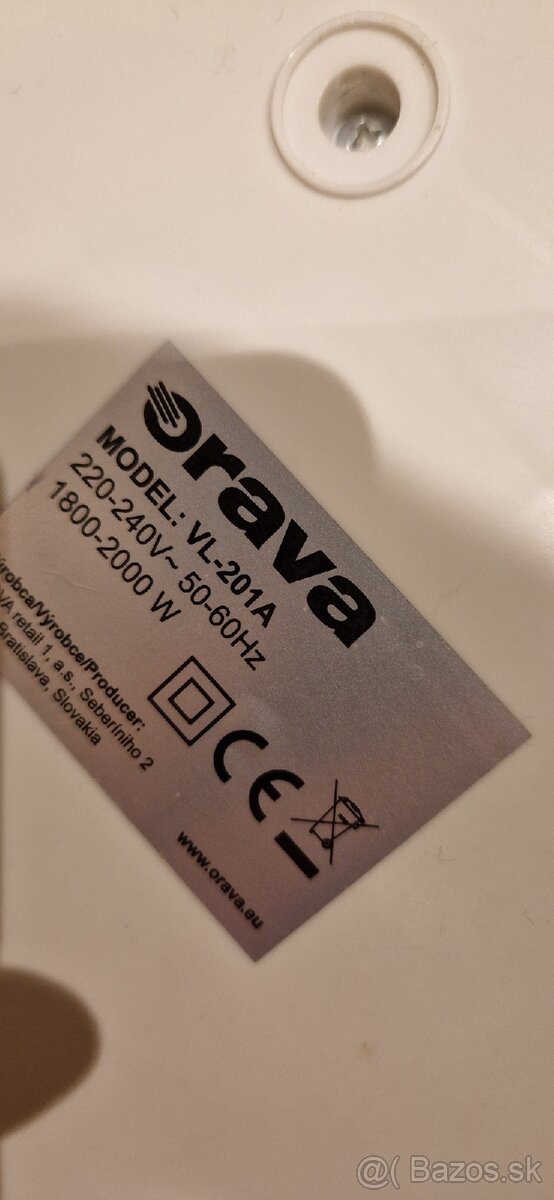 orava
MODEL: VL-201A
220-240V~ 50-60Hz
1800-2000 W
Výrobca/Výrobce/Producer:
retail 1, a.s., Seberíniho 2
Bratislava, Slovakia
CE
www.orava.eu
@( Bazos.sk